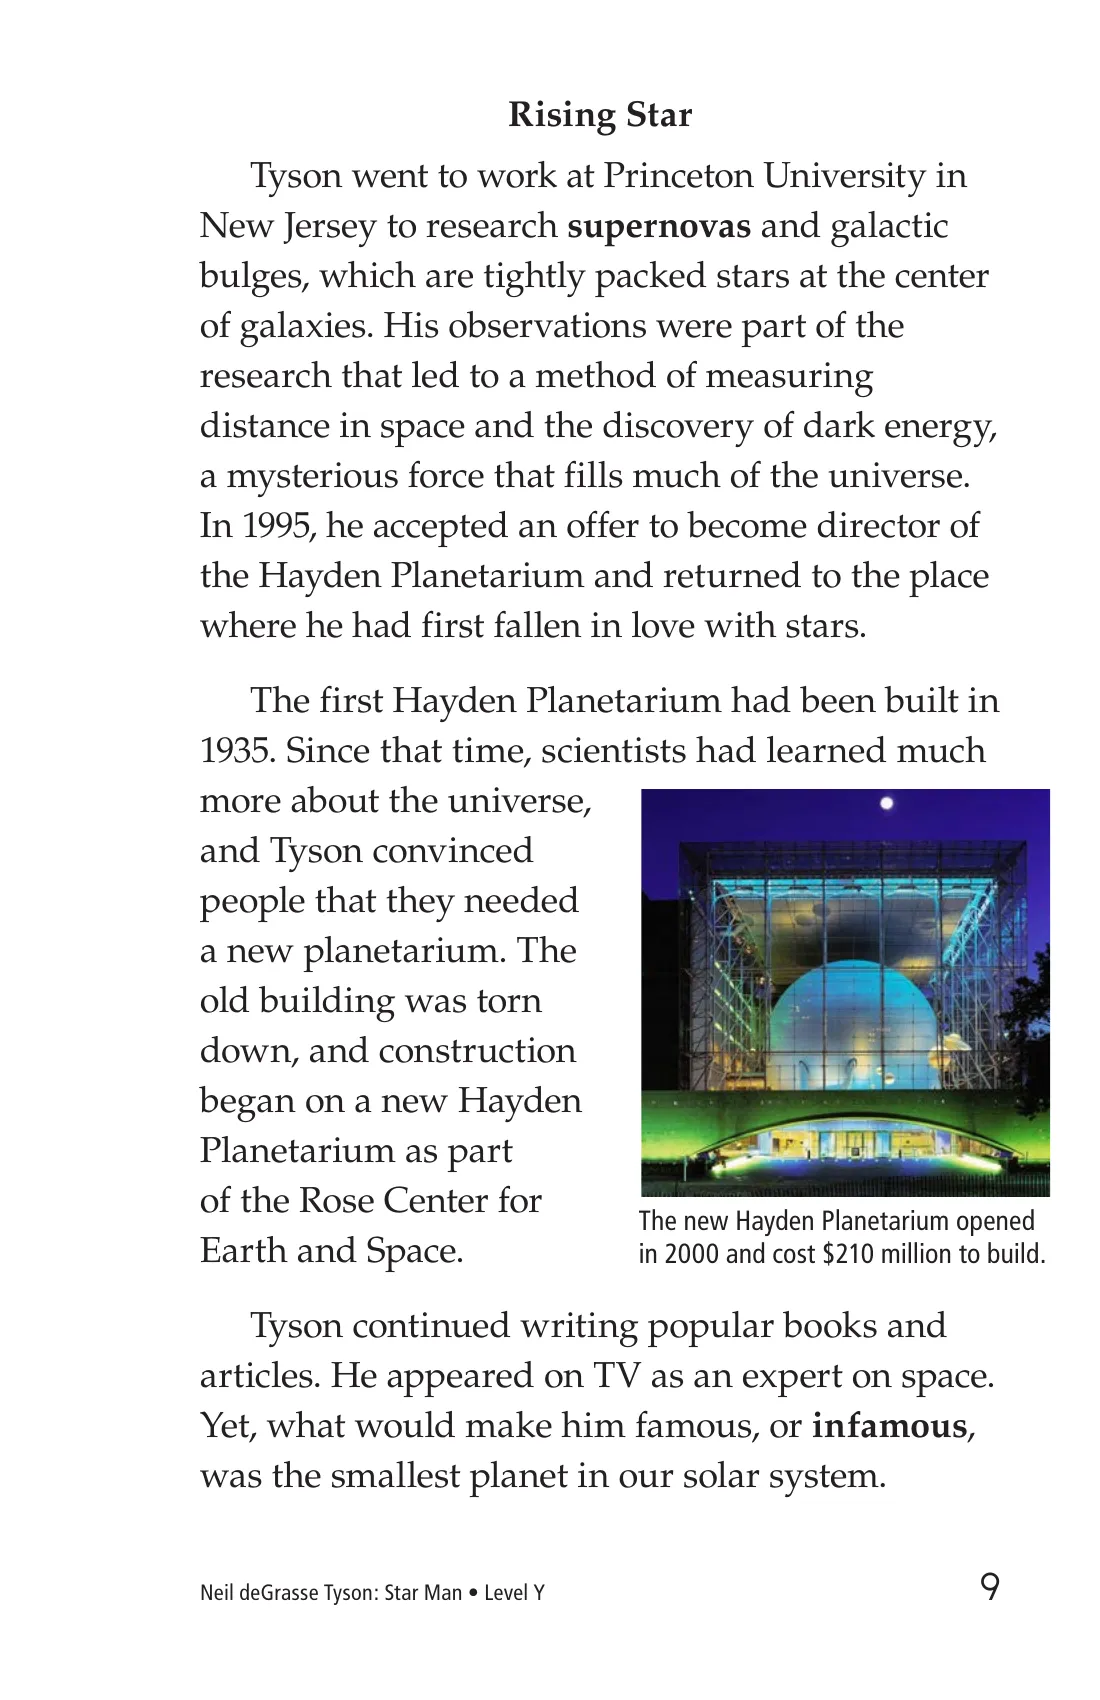 Rising Star
Tyson went to work at Princeton University in
New Jersey to research supernovas and galactic
bulges, which are tightly packed stars at the center
of galaxies. His observations were part of the
research that led to a method of measuring
distance in space and the discovery of dark energy,
a mysterious force that fills much of the universe.
In 1995, he accepted an offer to become director of
the Hayden Planetarium and returned to the place
where he had first fallen in love with stars.
The first Hayden Planetarium had been built in
1935. Since that time, scientists had learned much
more about the universe,
and Tyson convinced
people that they needed
a new planetarium. The
old building was torn
down, and construction
began on a new Hayden
Planetarium as part
of the Rose Center for
Earth and Space.
The new Hayden Planetarium opened
in 2000 and cost $210 million to build.
Tyson continued writing popular books and
articles. He appeared on TV as an expert on space.
Yet, what would make him famous, or infamous,
was the smallest planet in our solar system.
Neil deGrasse Tyson: Star Man • Level Y
9